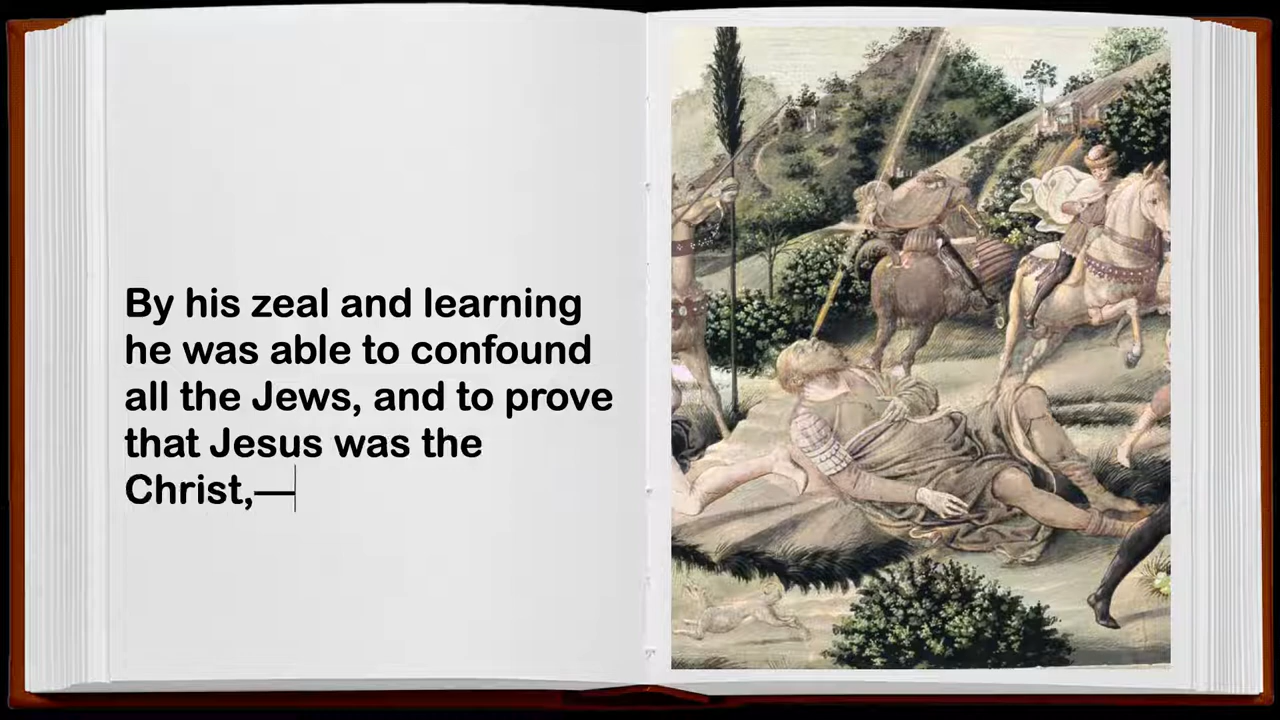 By his zeal and learning
he was able to confound
all the Jews, and to prove
that Jesus was the
Christ,—